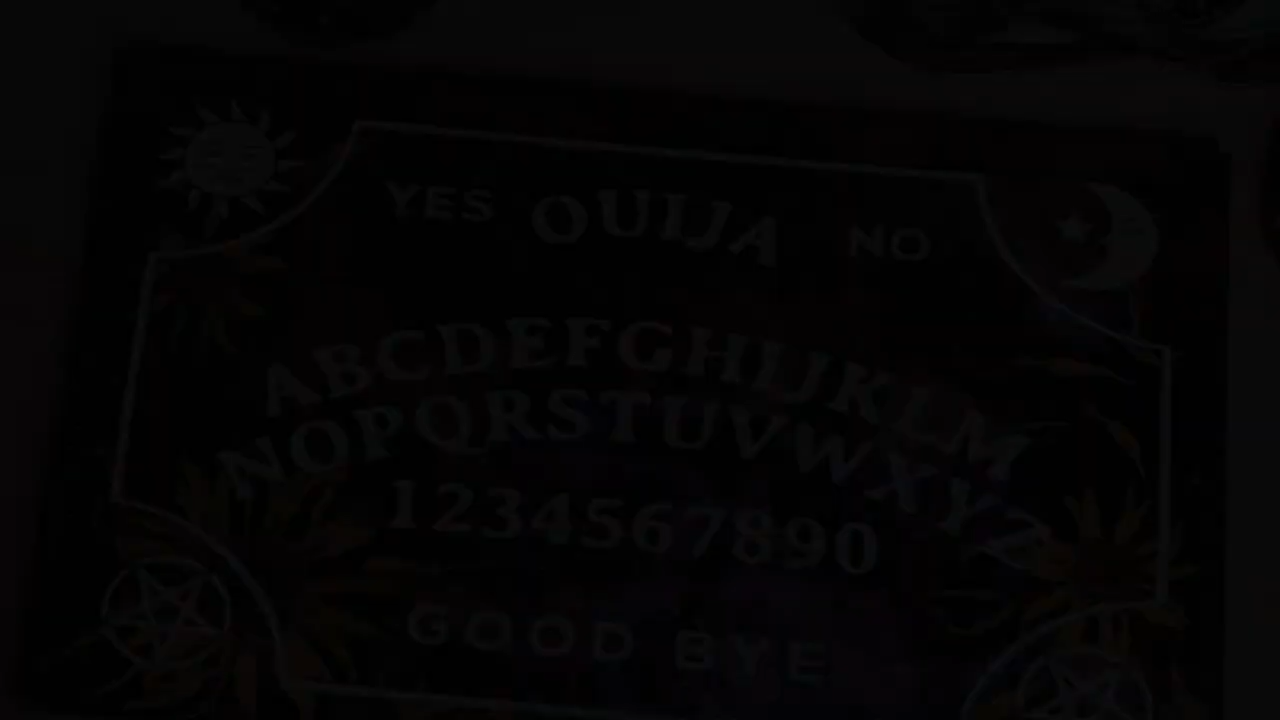 YES OUIJA NO
ABCDEFGHIJKLM
NOPQRSTUVWXYZ
1234567890
GOOD BYE